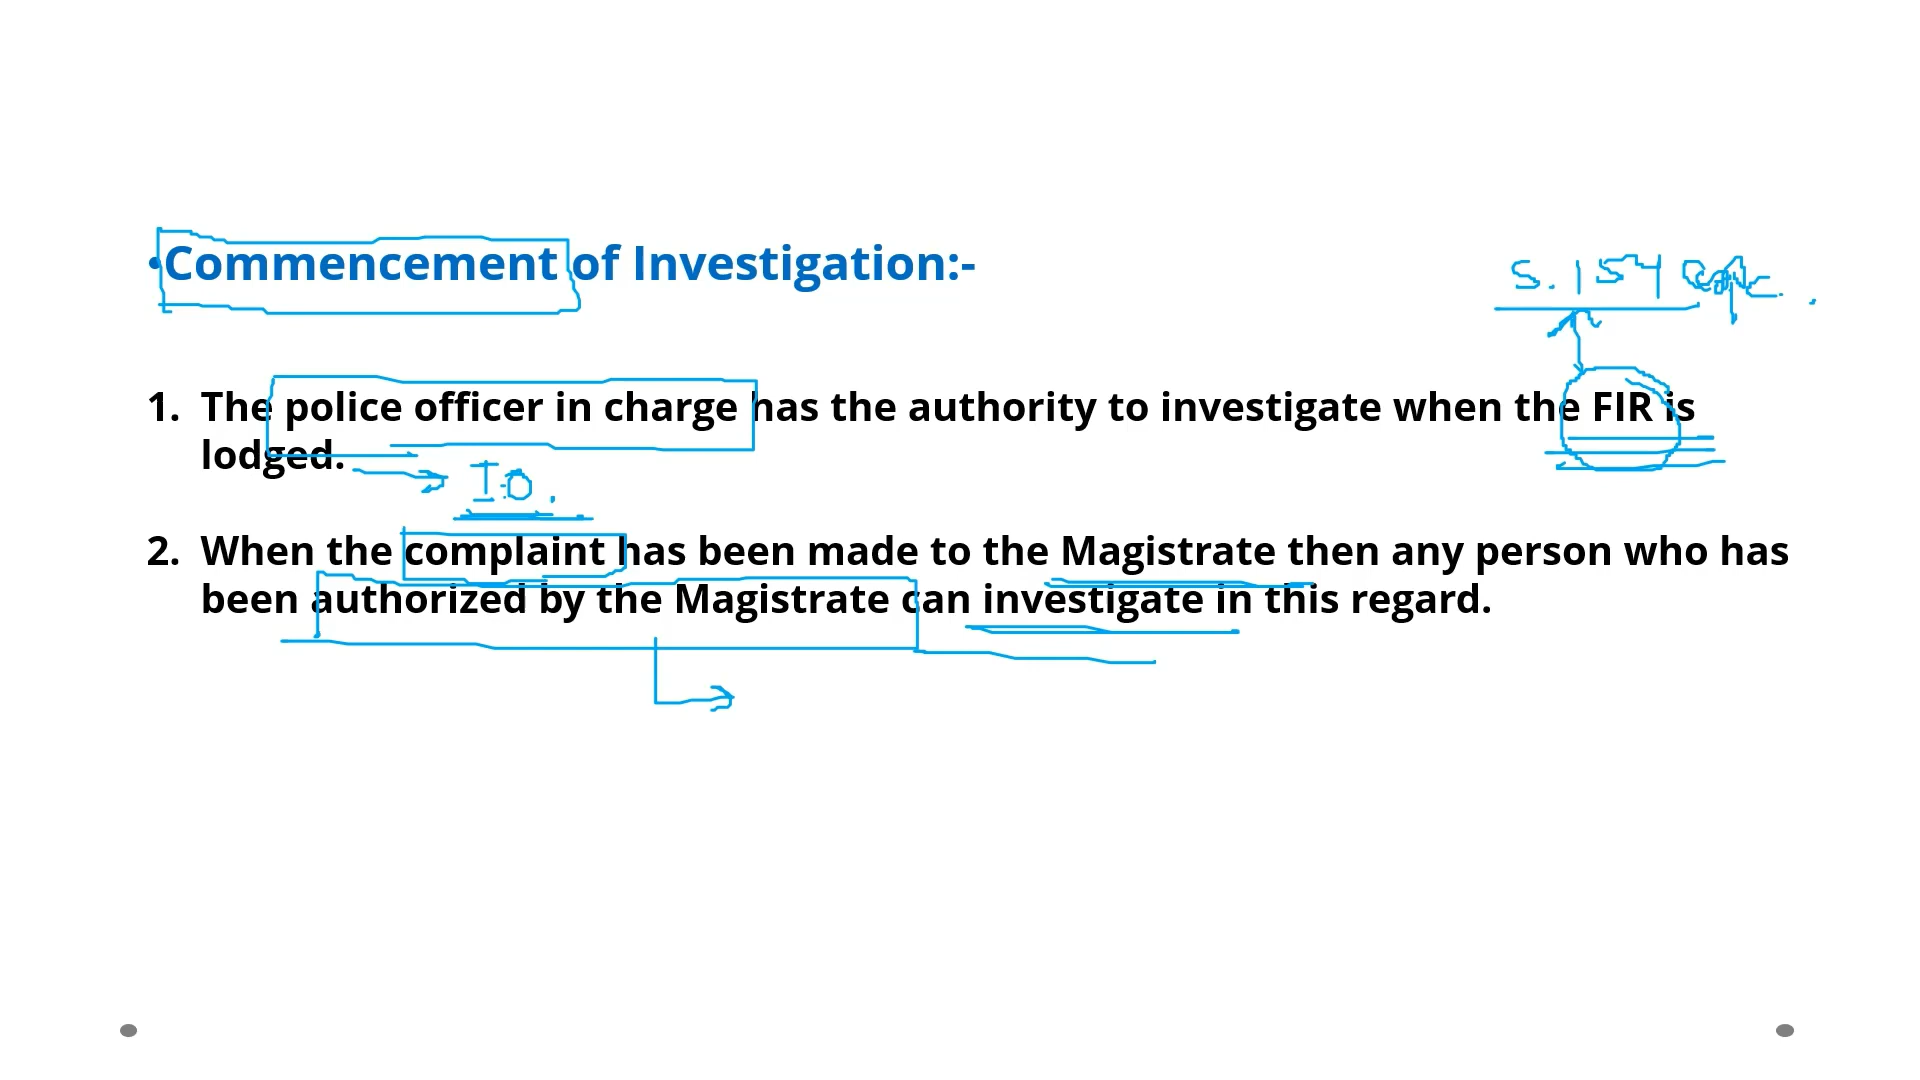 •Commencement of Investigation:-
S. 154 Crpc.
1. The police officer in charge has the authority to investigate when the FIR is
lodged.
I.O.
2. When the complaint has been made to the Magistrate then any person who has
been authorized by the Magistrate can investigate in this regard.